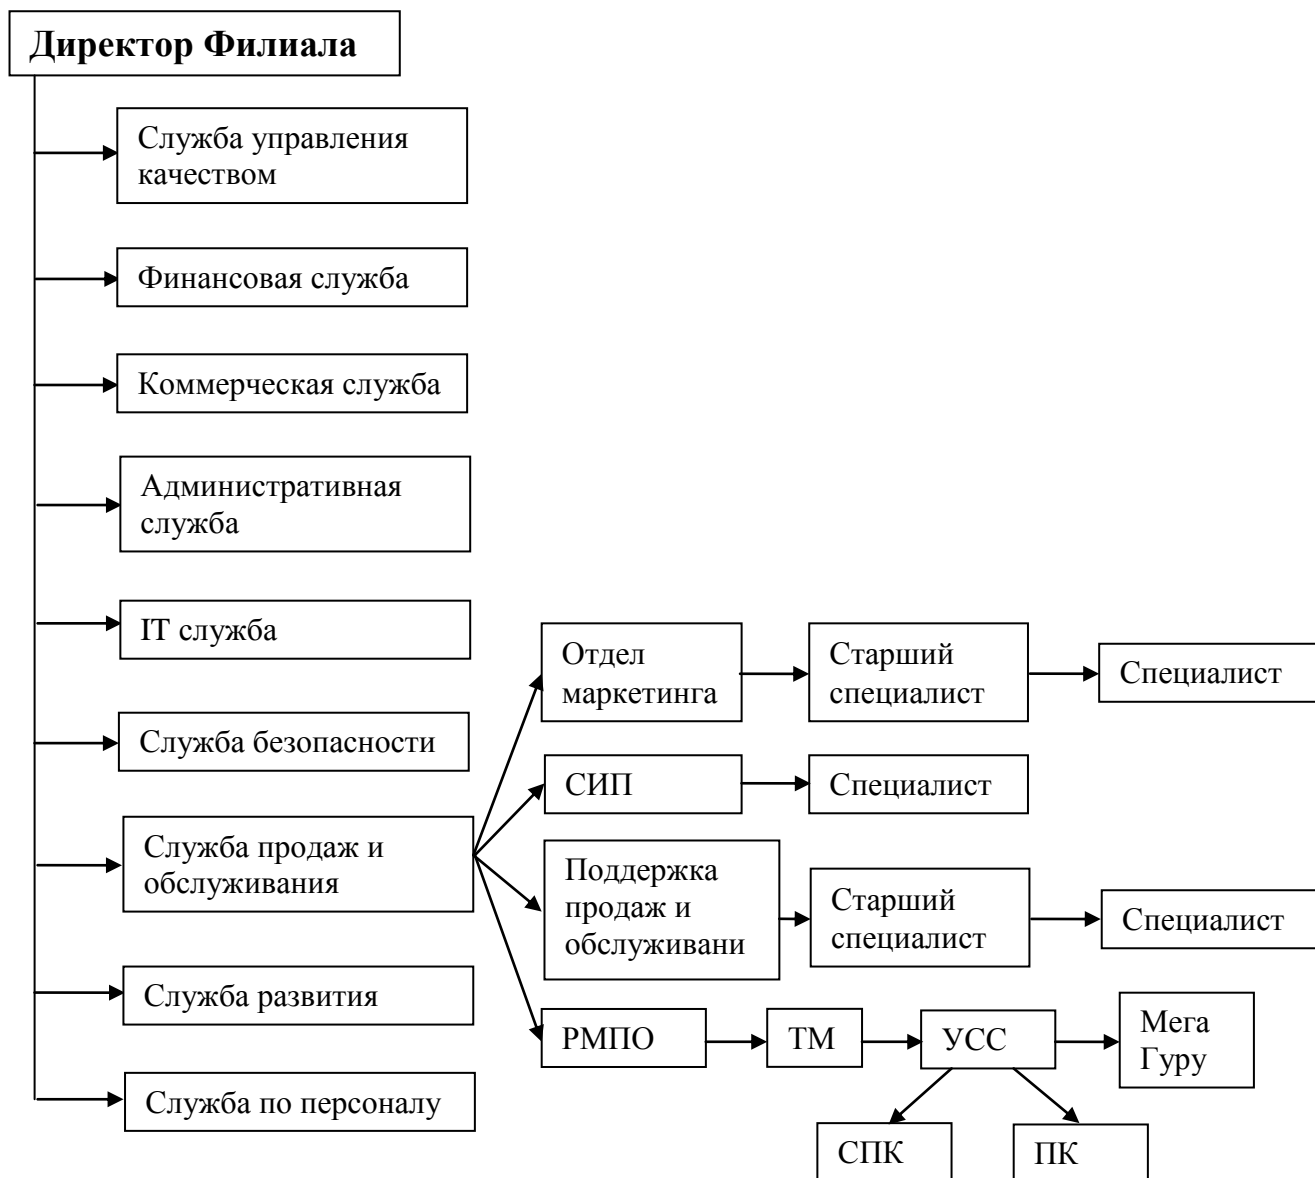 Директор Филиала
Служба управления
качеством
Финансовая служба
Коммерческая служба
Административная
служба
IT служба
Служба безопасности
Служба продаж и
обслуживания
Служба развития
Служба по персоналу
Отдел
маркетинга
Старший
специалист
Специалист
СИП
Специалист
Поддержка
продаж и
обслуживани
Старший
специалист
Специалист
РМПО
ТМ
УСС
Мега
Гуру
СПК
ПК